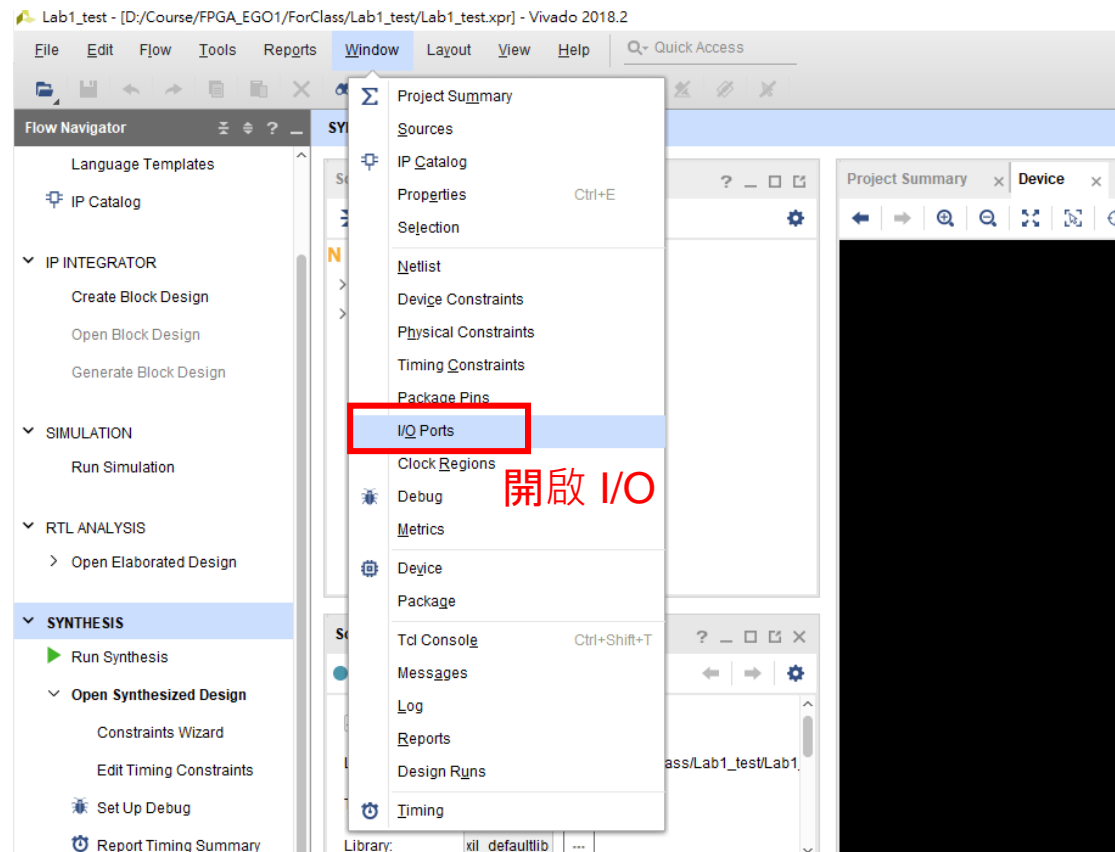 Lab1_test - [D:/Course/FPGA_EGO1/ForClass/Lab1_test/Lab1_test.xpr] - Vivado 2018.2
File Edit Flow Tools Reports Window Layout View Help Quick Access
Flow Navigator
Language Templates
IP Catalog
IP INTEGRATOR
Create Block Design
Open Block Design
Generate Block Design
SIMULATION
Run Simulation
RTL ANALYSIS
Open Elaborated Design
SYNTHESIS
Run Synthesis
Open Synthesized Design
Constraints Wizard
Edit Timing Constraints
Set Up Debug
Report Timing Summary
Project Summary
Sources
IP Catalog
Properties Ctrl+E
Selection
Netlist
Device Constraints
Physical Constraints
Timing Constraints
Package Pins
I/O Ports
Clock Regions
開啟 I/O
Debug
Metrics
Device
Package
Tcl Console Ctrl+Shift+T
Messages
Log
Reports
Design Runs
Timing
N
ass/Lab1_test/Lab1_
Library: xil_defaultlib
Project Summary Device